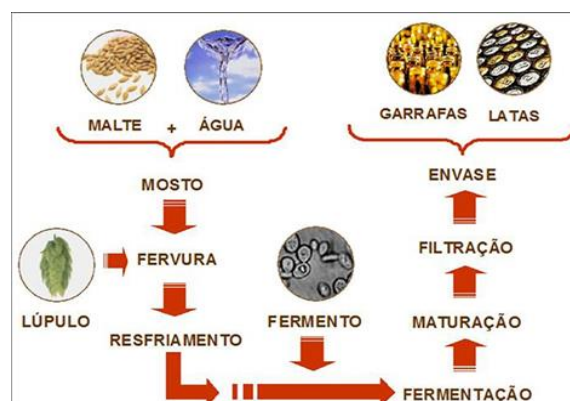 MALTE + ÁGUA
MOSTO
FERVURA
LÚPULO
RESFRIAMENTO
FERMENTO
FERMENTAÇÃO
MATURAÇÃO
FILTRAÇÃO
ENVASE
GARRAFAS LATAS